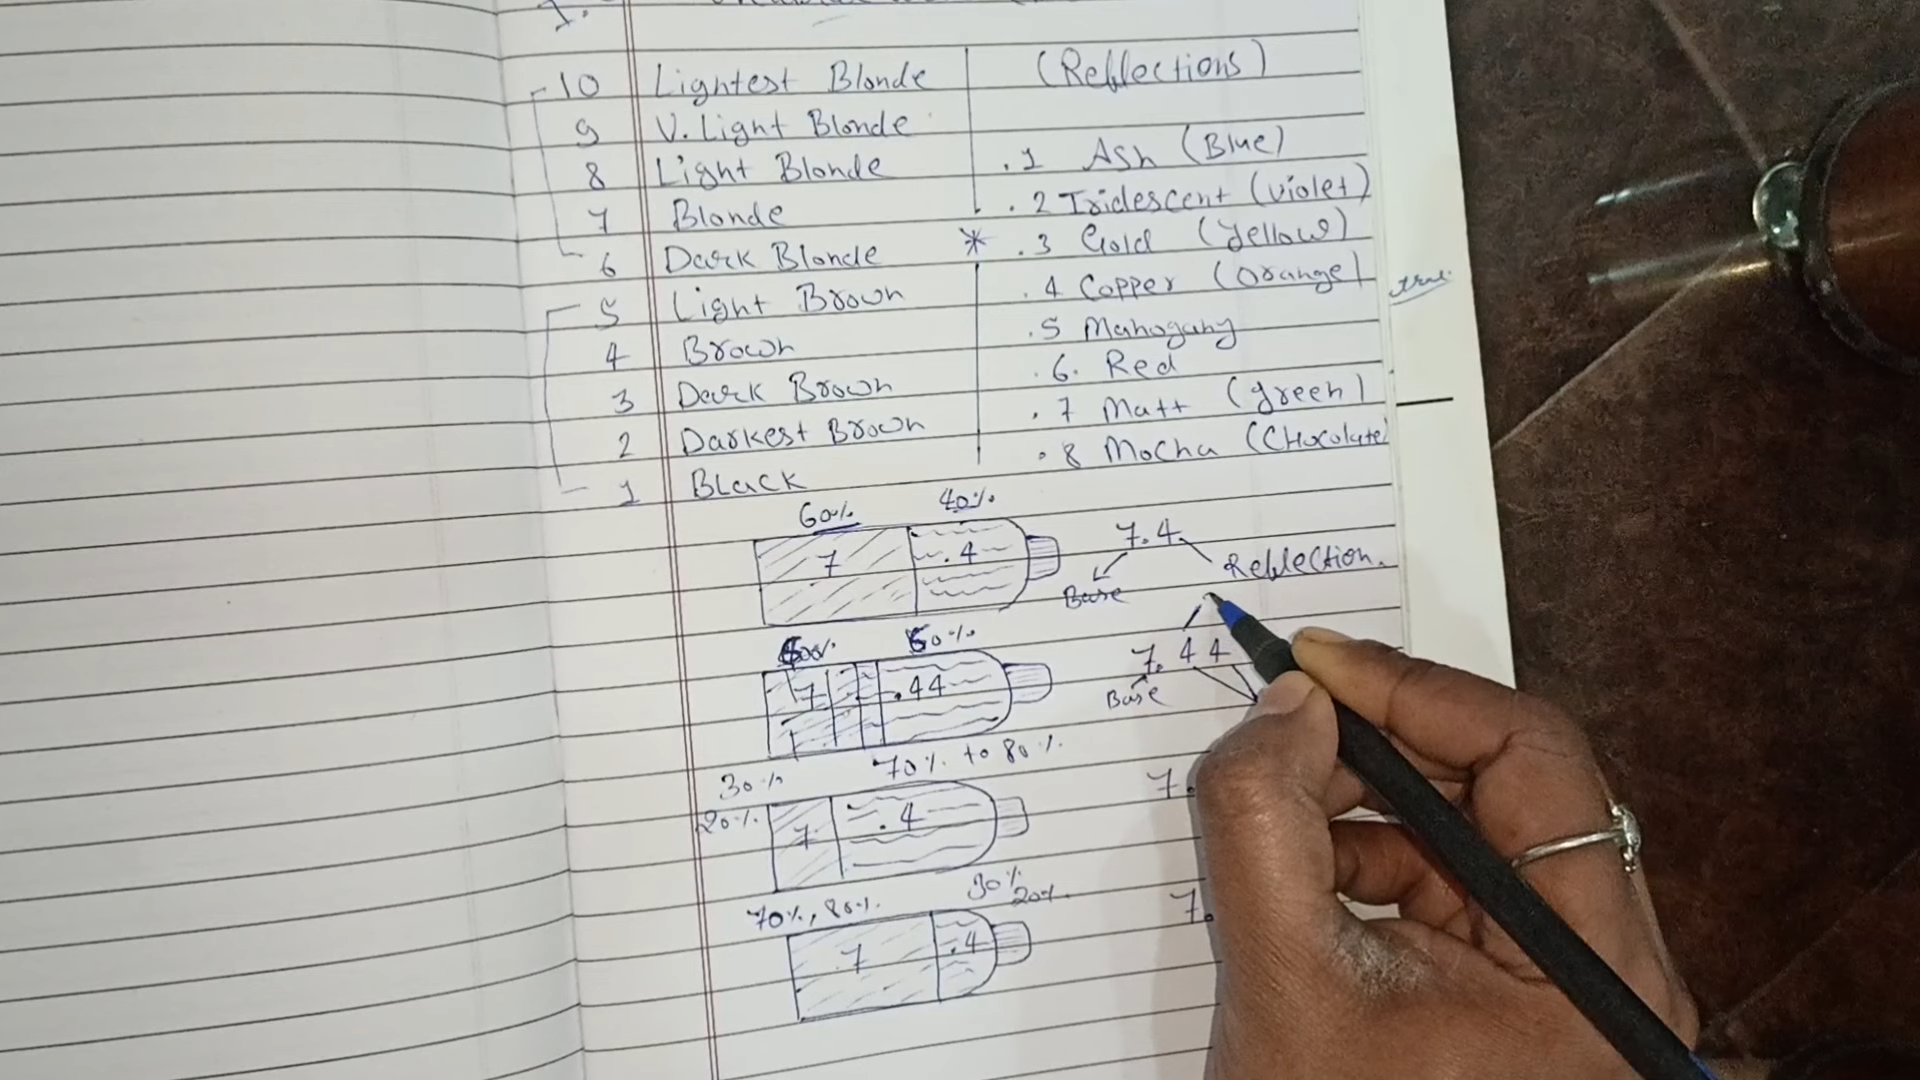 10 Lightest Blonde (Reflections)
9 V. Light Blonde
8 Light Blonde .1 Ash (Blue)
7 Blonde .2 Iridescent (Violet)
6 Dark Blonde * .3 Gold (Yellow)
5 Light Brown .4 Copper (Orange)
4 Brown .5 Mahogany
3 Dark Brown .6. Red
2 Darkest Brown .7 Matt (Green)
1 Black .8 Mocha (Chocolate)
60% 40%
7 .4 7.4
Reflection.
Base
50%
7 .44 7.44
Base
30% 70% to 80%
20% 7 .4 7.
70%, 80% 30%
20%
7 .4 7.